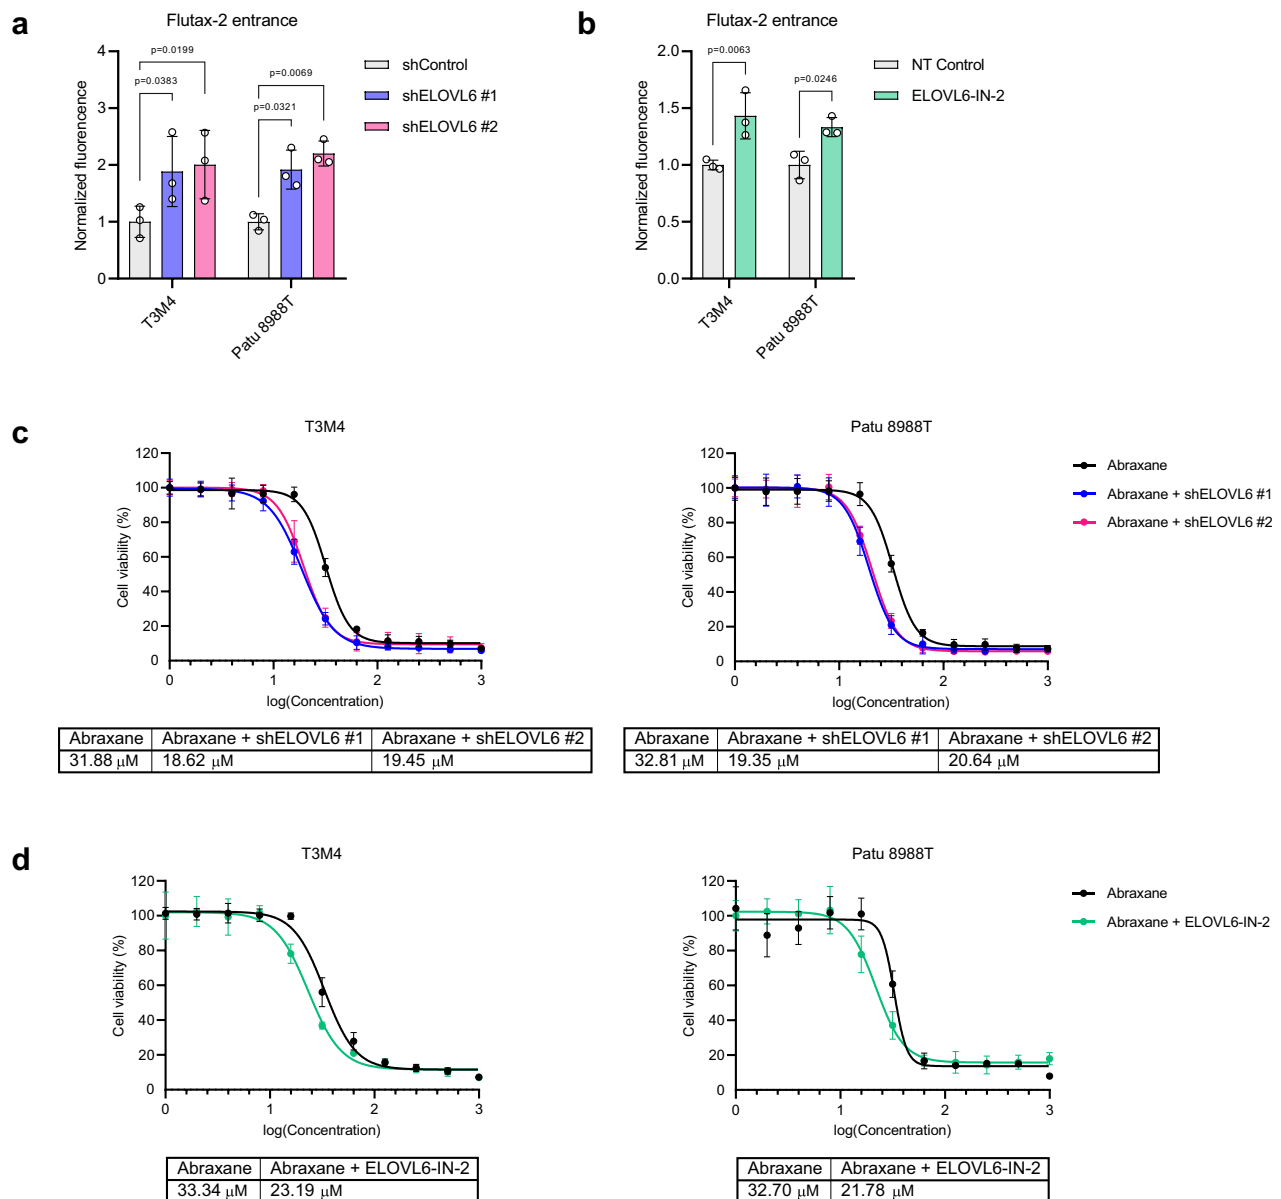 a
Flutax-2 entrance
Normalized fluorescence
4
3
2
1
0
p=0.0199
p=0.0383
p=0.0069
p=0.0321
T3M4
Patu 8988T
shControl
shELOVL6 #1
shELOVL6 #2
b
Flutax-2 entrance
Normalized fluorescence
2.0
1.5
1.0
0.5
0.0
p=0.0063
p=0.0246
T3M4
Patu 8988T
NT Control
ELOVL6-IN-2
c
T3M4
Cell viability (%)
120
100
80
60
40
20
0
0 1 2 3
log(Concentration)
Abraxane Abraxane + shELOVL6 #1 Abraxane + shELOVL6 #2
31.88 µM 18.62 µM 19.45 µM
Patu 8988T
Cell viability (%)
120
100
80
60
40
20
0
0 1 2 3
log(Concentration)
Abraxane
Abraxane + shELOVL6 #1
Abraxane + shELOVL6 #2
Abraxane Abraxane + shELOVL6 #1 Abraxane + shELOVL6 #2
32.81 µM 19.35 µM 20.64 µM
d
T3M4
Cell viability (%)
120
100
80
60
40
20
0
0 1 2 3
log(Concentration)
Abraxane Abraxane + ELOVL6-IN-2
33.34 µM 23.19 µM
Patu 8988T
Cell viability (%)
120
100
80
60
40
20
0
0 1 2 3
log(Concentration)
Abraxane
Abraxane + ELOVL6-IN-2
Abraxane Abraxane + ELOVL6-IN-2
32.70 µM 21.78 µM